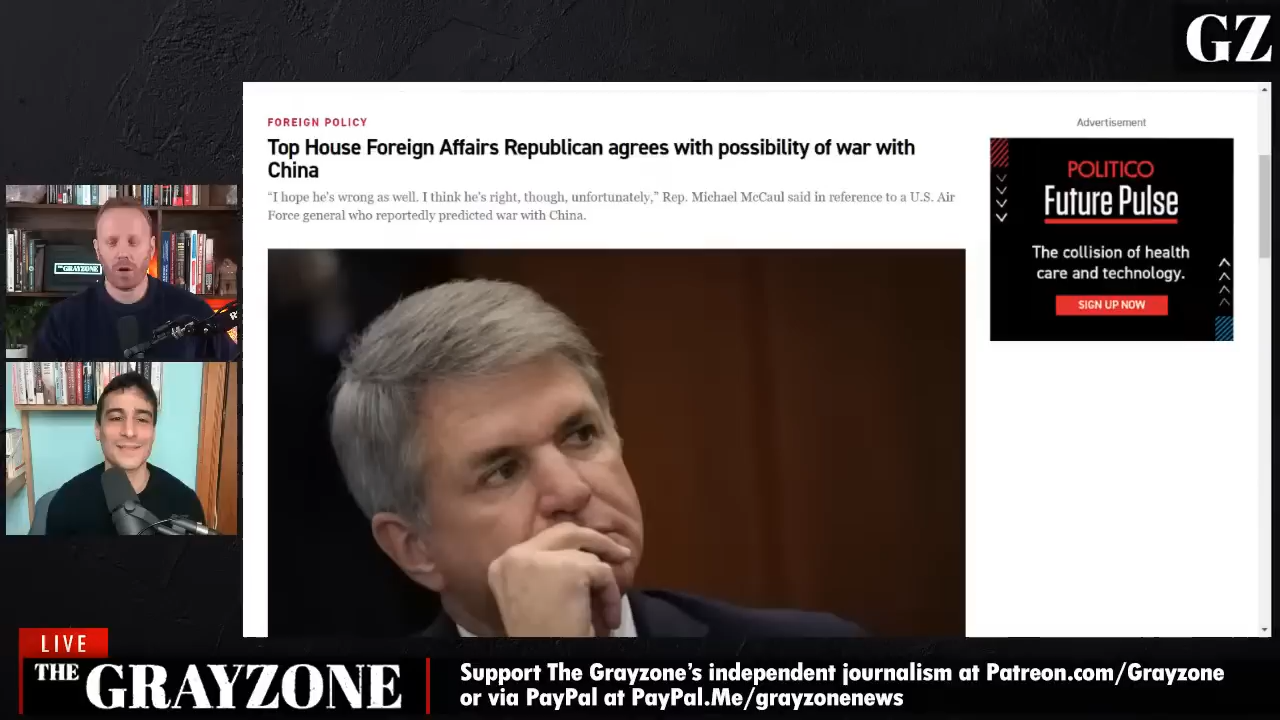 GZ
FOREIGN POLICY
Top House Foreign Affairs Republican agrees with possibility of war with
China
“I hope he’s wrong as well. I think he’s right, though, unfortunately,” Rep. Michael McCaul said in reference to a U.S. Air
Force general who reportedly predicted war with China.
Advertisement
POLITICO
Future Pulse
The collision of health
care and technology.
SIGN UP NOW
THE GRAYZONE
LIVE
THE GRAYZONE
Support The Grayzone’s independent journalism at Patreon.com/Grayzone
or via PayPal at PayPal.Me/grayzonenews